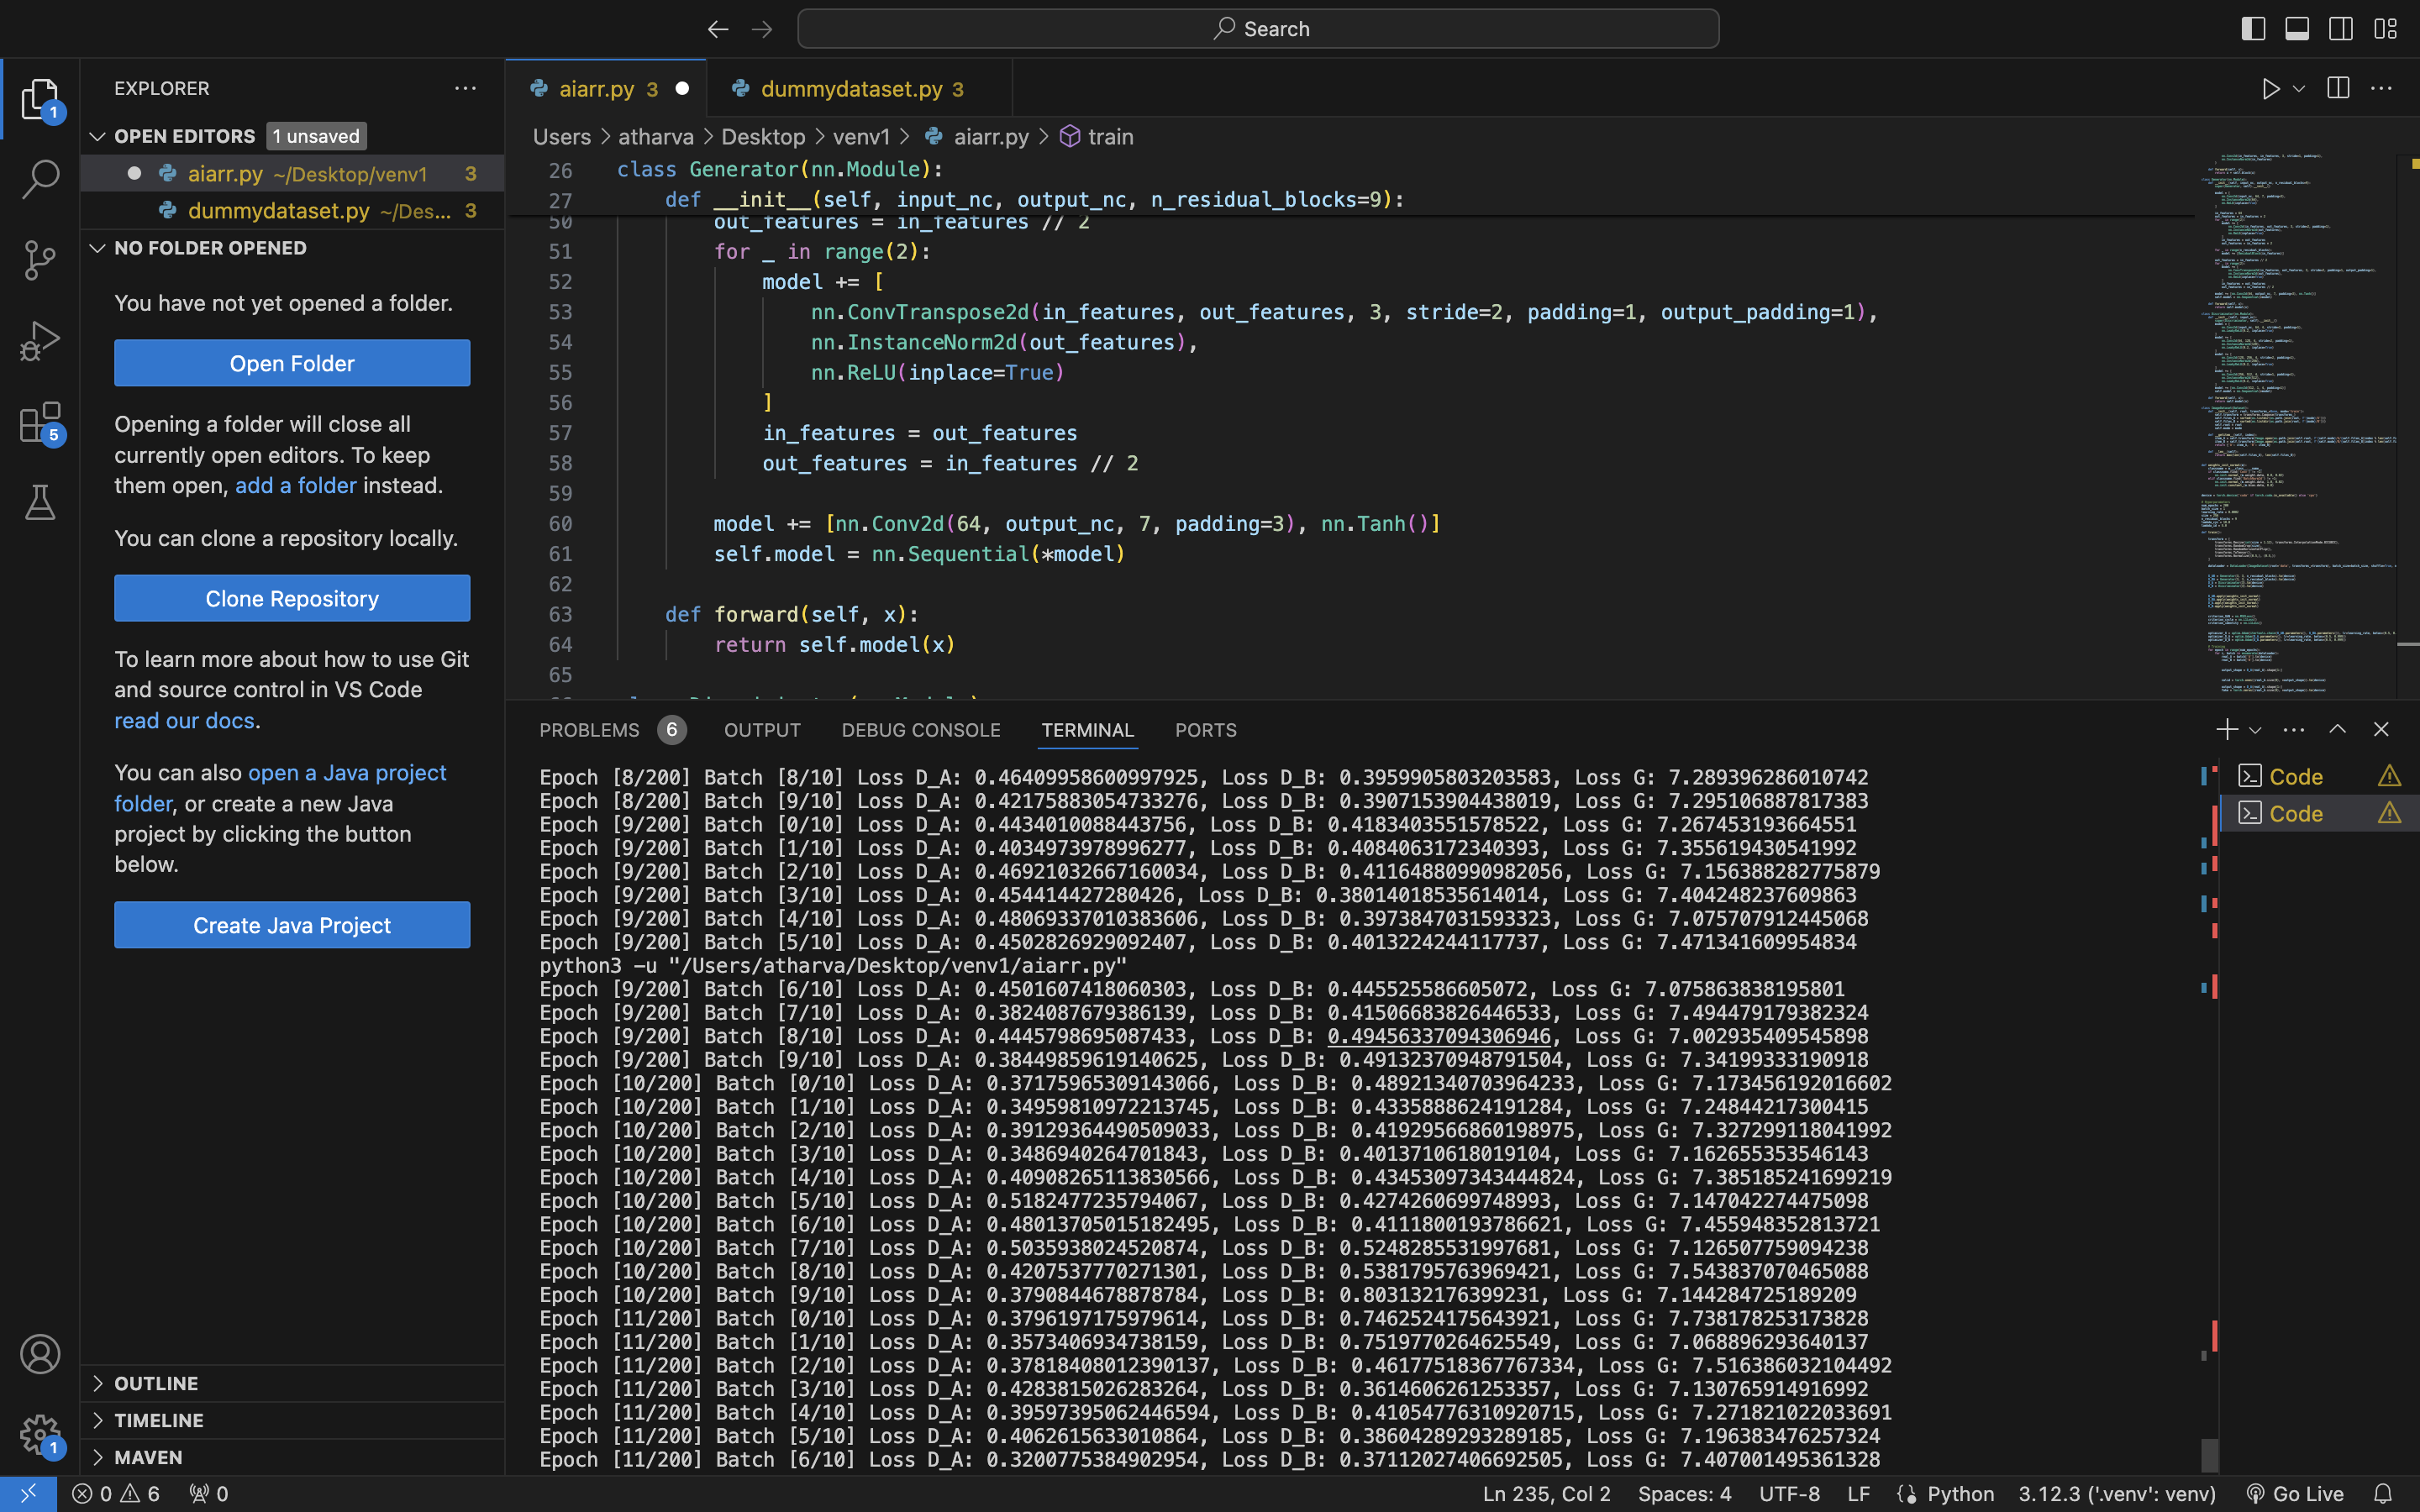 Search
EXPLORER
OPEN EDITORS 1 unsaved
aiarr.py ~/Desktop/venv1 3
dummydataset.py ~/Des... 3
NO FOLDER OPENED
You have not yet opened a folder.
Open Folder
Opening a folder will close all
currently open editors. To keep
them open, add a folder instead.
You can clone a repository locally.
Clone Repository
To learn more about how to use Git
and source control in VS Code
read our docs.
You can also open a Java project
folder, or create a new Java
project by clicking the button
below.
Create Java Project
OUTLINE
TIMELINE
MAVEN
1
5
1
aiarr.py 3
dummydataset.py 3
Users > atharva > Desktop > venv1 > aiarr.py > train
26 class Generator(nn.Module):
27 def __init__(self, input_nc, output_nc, n_residual_blocks=9):
50 out_features = in_features // 2
51 for _ in range(2):
52 model += [
53 nn.ConvTranspose2d(in_features, out_features, 3, stride=2, padding=1, output_padding=1),
54 nn.InstanceNorm2d(out_features),
55 nn.ReLU(inplace=True)
56 ]
57 in_features = out_features
58 out_features = in_features // 2
59
60 model += [nn.Conv2d(64, output_nc, 7, padding=3), nn.Tanh()]
61 self.model = nn.Sequential(*model)
62
63 def forward(self, x):
64 return self.model(x)
65
PROBLEMS 6 OUTPUT DEBUG CONSOLE TERMINAL PORTS
Epoch [8/200] Batch [8/10] Loss D_A: 0.46409958600997925, Loss D_B: 0.3959905803203583, Loss G: 7.289396286010742
Epoch [8/200] Batch [9/10] Loss D_A: 0.42175883054733276, Loss D_B: 0.3907153904438019, Loss G: 7.295106887817383
Epoch [9/200] Batch [0/10] Loss D_A: 0.4434010088443756, Loss D_B: 0.4183403551578522, Loss G: 7.267453193664551
Epoch [9/200] Batch [1/10] Loss D_A: 0.4034973978996277, Loss D_B: 0.4084063172340393, Loss G: 7.355619430541992
Epoch [9/200] Batch [2/10] Loss D_A: 0.46921032667160034, Loss D_B: 0.41164880990982056, Loss G: 7.156388282775879
Epoch [9/200] Batch [3/10] Loss D_A: 0.454414427280426, Loss D_B: 0.38014018535614014, Loss G: 7.404248237609863
Epoch [9/200] Batch [4/10] Loss D_A: 0.48069337010383606, Loss D_B: 0.3973847031593323, Loss G: 7.075707912445068
Epoch [9/200] Batch [5/10] Loss D_A: 0.4502826929092407, Loss D_B: 0.4013224244117737, Loss G: 7.471341609954834
python3 -u "/Users/atharva/Desktop/venv1/aiarr.py"
Epoch [9/200] Batch [6/10] Loss D_A: 0.4501607418060303, Loss D_B: 0.445525586605072, Loss G: 7.075863838195801
Epoch [9/200] Batch [7/10] Loss D_A: 0.3824087679386139, Loss D_B: 0.41506683826446533, Loss G: 7.494479179382324
Epoch [9/200] Batch [8/10] Loss D_A: 0.4445798695087433, Loss D_B: 0.49456337094306946, Loss G: 7.002935409545898
Epoch [9/200] Batch [9/10] Loss D_A: 0.38449859619140625, Loss D_B: 0.49132370948791504, Loss G: 7.34199333190918
Epoch [10/200] Batch [0/10] Loss D_A: 0.37175965309143066, Loss D_B: 0.48921340703964233, Loss G: 7.173456192016602
Epoch [10/200] Batch [1/10] Loss D_A: 0.34959810972213745, Loss D_B: 0.4335888624191284, Loss G: 7.24844217300415
Epoch [10/200] Batch [2/10] Loss D_A: 0.39129364490509033, Loss D_B: 0.41929566860198975, Loss G: 7.327299118041992
Epoch [10/200] Batch [3/10] Loss D_A: 0.3486940264701843, Loss D_B: 0.4013710618019104, Loss G: 7.162655353546143
Epoch [10/200] Batch [4/10] Loss D_A: 0.40908265113830566, Loss D_B: 0.43453097343444824, Loss G: 7.385185241699219
Epoch [10/200] Batch [5/10] Loss D_A: 0.5182477235794067, Loss D_B: 0.4274260699748993, Loss G: 7.147042274475098
Epoch [10/200] Batch [6/10] Loss D_A: 0.48013705015182495, Loss D_B: 0.4111800193786621, Loss G: 7.455948352813721
Epoch [10/200] Batch [7/10] Loss D_A: 0.5035938024520874, Loss D_B: 0.5248285531997681, Loss G: 7.126507759094238
Epoch [10/200] Batch [8/10] Loss D_A: 0.4207537770271301, Loss D_B: 0.5381795763969421, Loss G: 7.543837070465088
Epoch [10/200] Batch [9/10] Loss D_A: 0.3790844678878784, Loss D_B: 0.803132176399231, Loss G: 7.144284725189209
Epoch [11/200] Batch [0/10] Loss D_A: 0.3796197175979614, Loss D_B: 0.7462524175643921, Loss G: 7.738178253173828
Epoch [11/200] Batch [1/10] Loss D_A: 0.3573406934738159, Loss D_B: 0.7519770264625549, Loss G: 7.068896293640137
Epoch [11/200] Batch [2/10] Loss D_A: 0.37818408012390137, Loss D_B: 0.46177518367767334, Loss G: 7.516386032104492
Epoch [11/200] Batch [3/10] Loss D_A: 0.4283815026283264, Loss D_B: 0.3614606261253357, Loss G: 7.130765914916992
Epoch [11/200] Batch [4/10] Loss D_A: 0.39597395062446594, Loss D_B: 0.41054776310920715, Loss G: 7.271821022033691
Epoch [11/200] Batch [5/10] Loss D_A: 0.4062615633010864, Loss D_B: 0.38604289293289185, Loss G: 7.196383476257324
Epoch [11/200] Batch [6/10] Loss D_A: 0.3200775384902954, Loss D_B: 0.37112027406692505, Loss G: 7.407001495361328
Code
Code
0 6 0 Ln 235, Col 2 Spaces: 4 UTF-8 LF Python 3.12.3 ('.venv': venv) Go Live